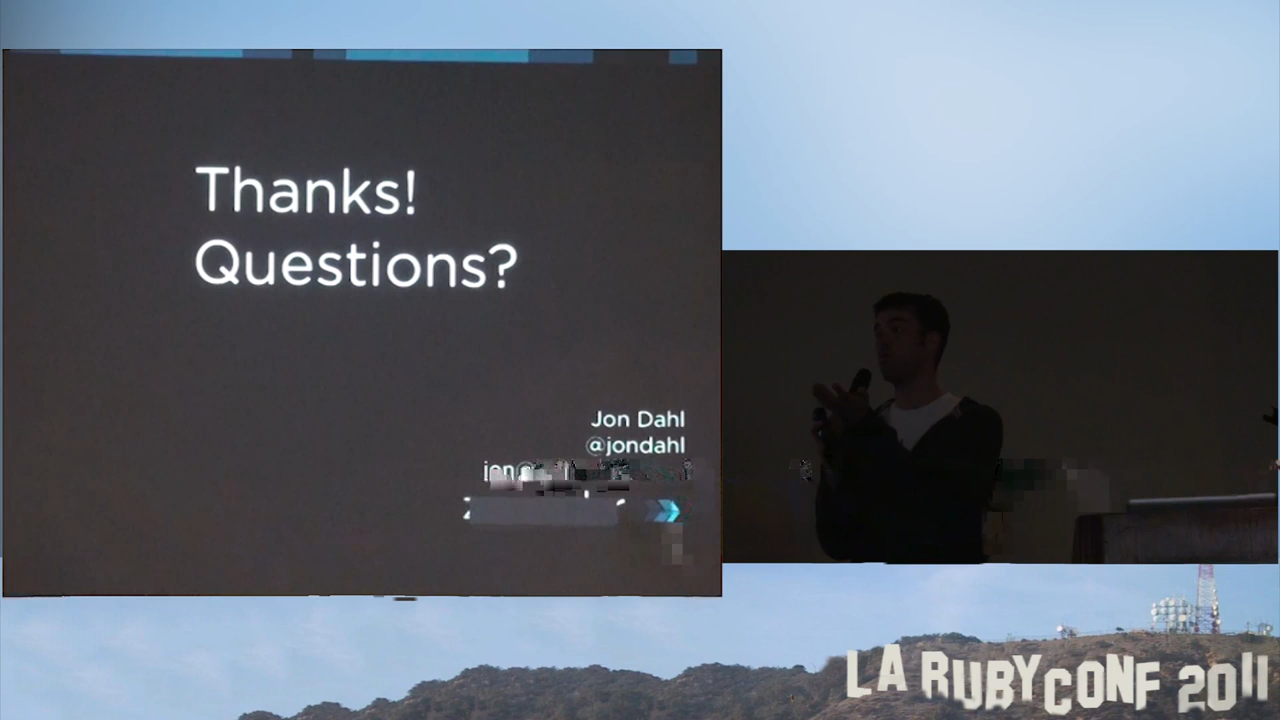 Thanks!
Questions?
Jon Dahl
@jondahl
LA RUBYCONF 2011